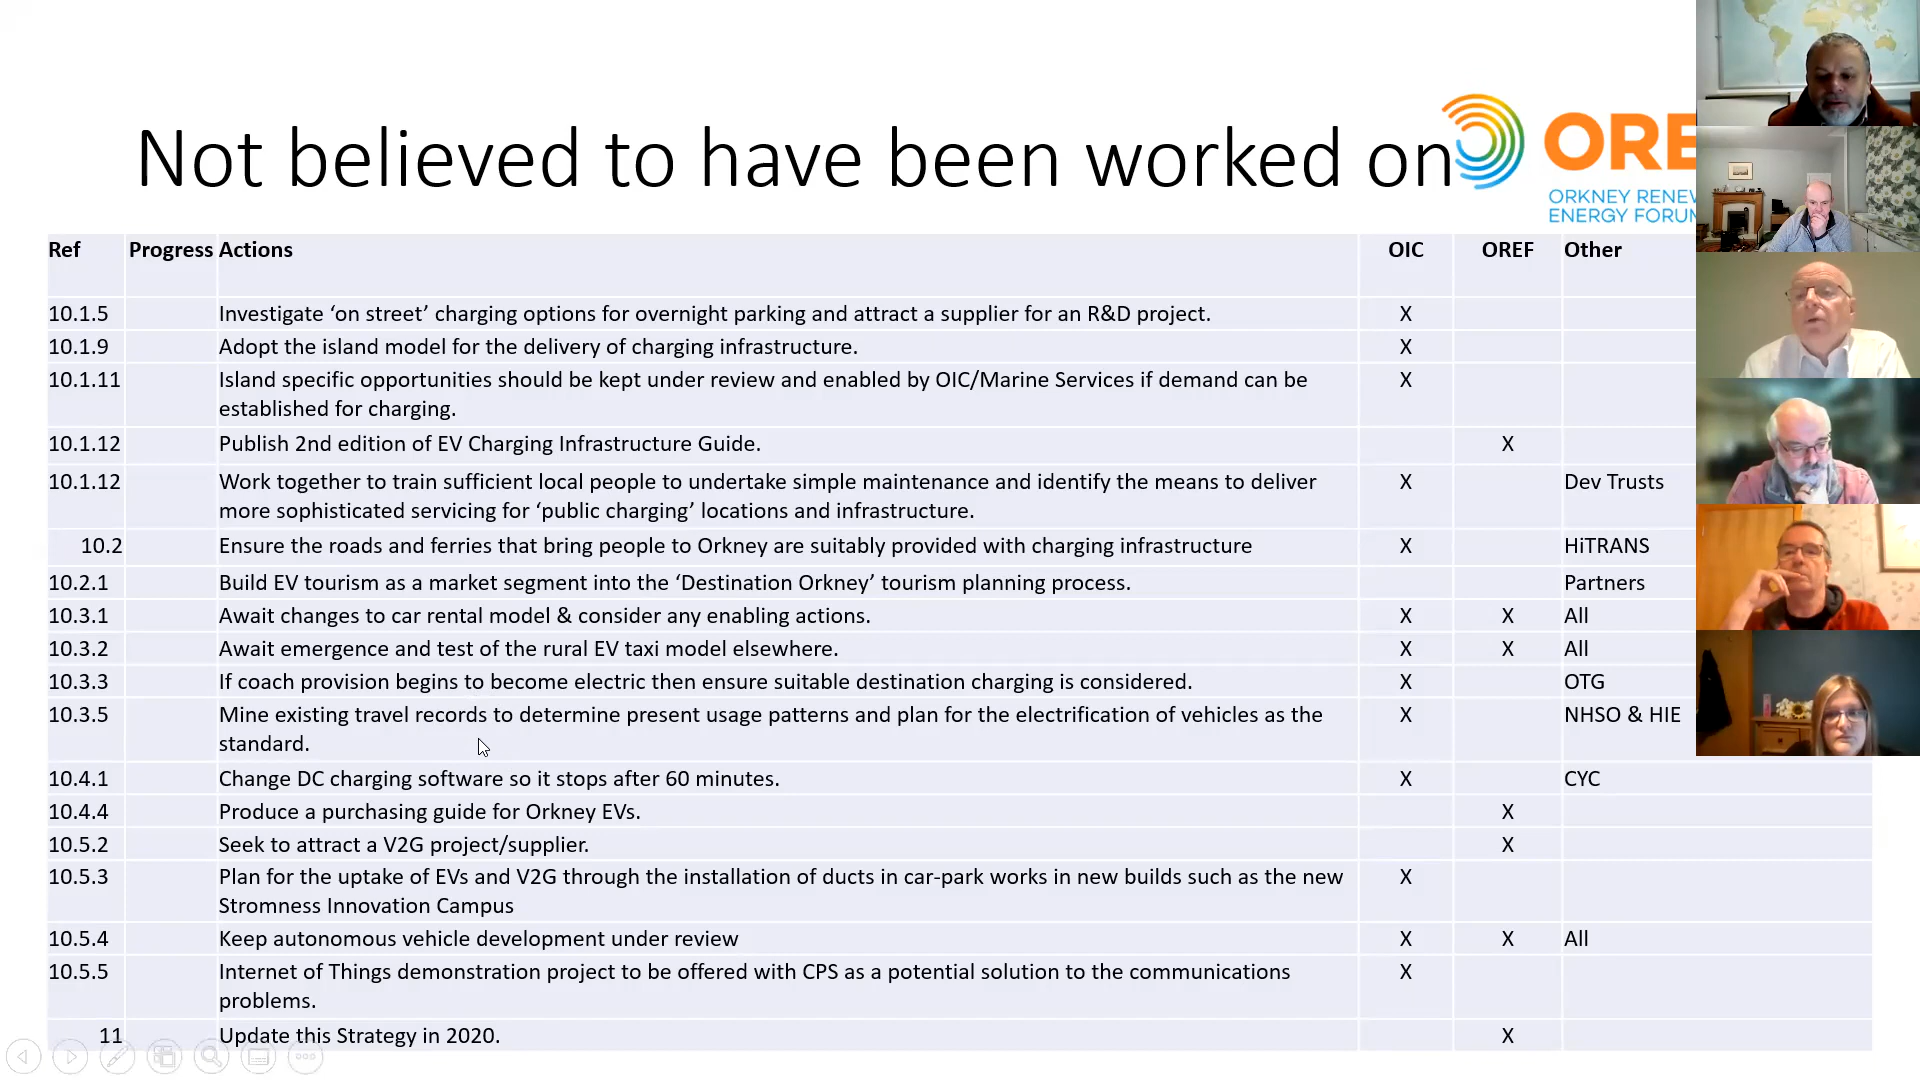 Not believed to have been worked on
ORE
ORKNEY RENEW
ENERGY FORUM
Ref Progress Actions OIC OREF Other
10.1.5 Investigate ‘on street’ charging options for overnight parking and attract a supplier for an R&D project. X
10.1.9 Adopt the island model for the delivery of charging infrastructure. X
10.1.11 Island specific opportunities should be kept under review and enabled by OIC/Marine Services if demand can be X
established for charging.
10.1.12 Publish 2nd edition of EV Charging Infrastructure Guide. X
10.1.12 Work together to train sufficient local people to undertake simple maintenance and identify the means to deliver X Dev Trusts
more sophisticated servicing for ‘public charging’ locations and infrastructure.
10.2 Ensure the roads and ferries that bring people to Orkney are suitably provided with charging infrastructure X HiTRANS
10.2.1 Build EV tourism as a market segment into the ‘Destination Orkney’ tourism planning process. Partners
10.3.1 Await changes to car rental model & consider any enabling actions. X X All
10.3.2 Await emergence and test of the rural EV taxi model elsewhere. X X All
10.3.3 If coach provision begins to become electric then ensure suitable destination charging is considered. X OTG
10.3.5 Mine existing travel records to determine present usage patterns and plan for the electrification of vehicles as the X NHSO & HIE
standard.
10.4.1 Change DC charging software so it stops after 60 minutes. X CYC
10.4.4 Produce a purchasing guide for Orkney EVs. X
10.5.2 Seek to attract a V2G project/supplier. X
10.5.3 Plan for the uptake of EVs and V2G through the installation of ducts in car-park works in new builds such as the new X
Stromness Innovation Campus
10.5.4 Keep autonomous vehicle development under review X X All
10.5.5 Internet of Things demonstration project to be offered with CPS as a potential solution to the communications X
problems.
11 Update this Strategy in 2020. X